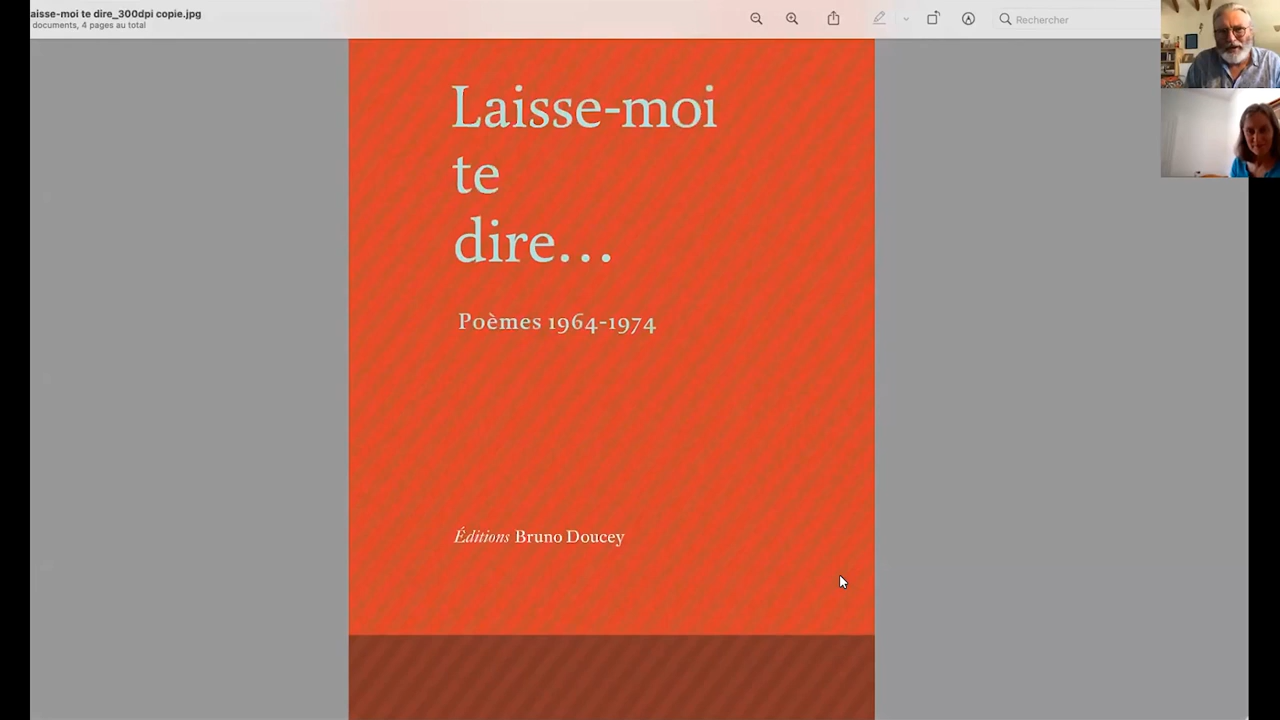 aisse-moi te dire_300dpi copie.jpg
documents, 4 pages au total
Rechercher
Laisse-moi
te
dire...
Poèmes 1964-1974
Éditions Bruno Doucey